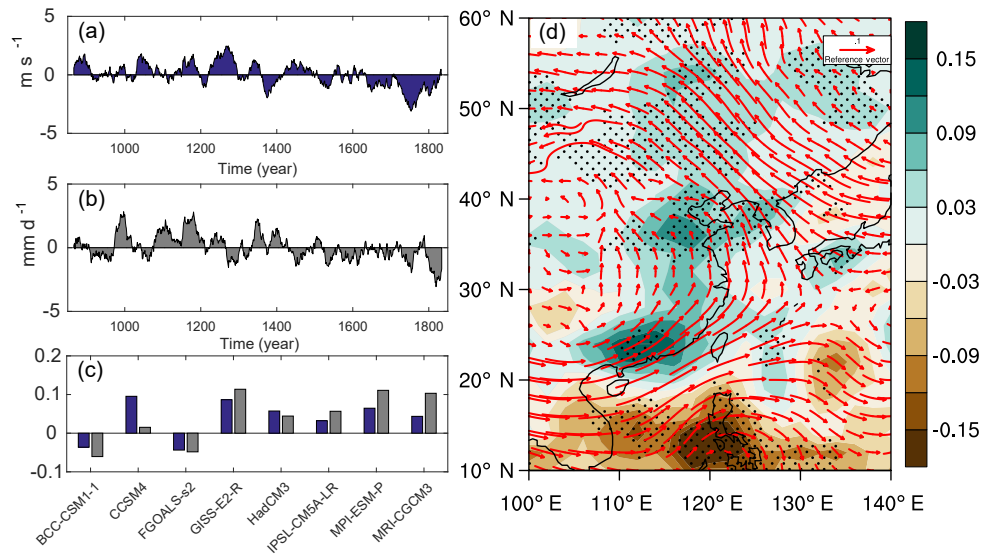 (a)
5
0
-5
m s⁻¹
1000
1200
1400
1600
1800
Time (year)
(b)
5
0
-5
mm d⁻¹
1000
1200
1400
1600
1800
Time (year)
(c)
0.2
0.1
0
-0.1
BCC-CSM1-1
CCSM4
FGOALS-s2
GISS-E2-R
HadCM3
IPSL-CM5A-LR
MPI-ESM-P
MRI-CGCM3
(d)
.1
Reference vector
60° N
50° N
40° N
30° N
20° N
10° N
100° E
110° E
120° E
130° E
140° E
0.15
0.09
0.03
-0.03
-0.09
-0.15